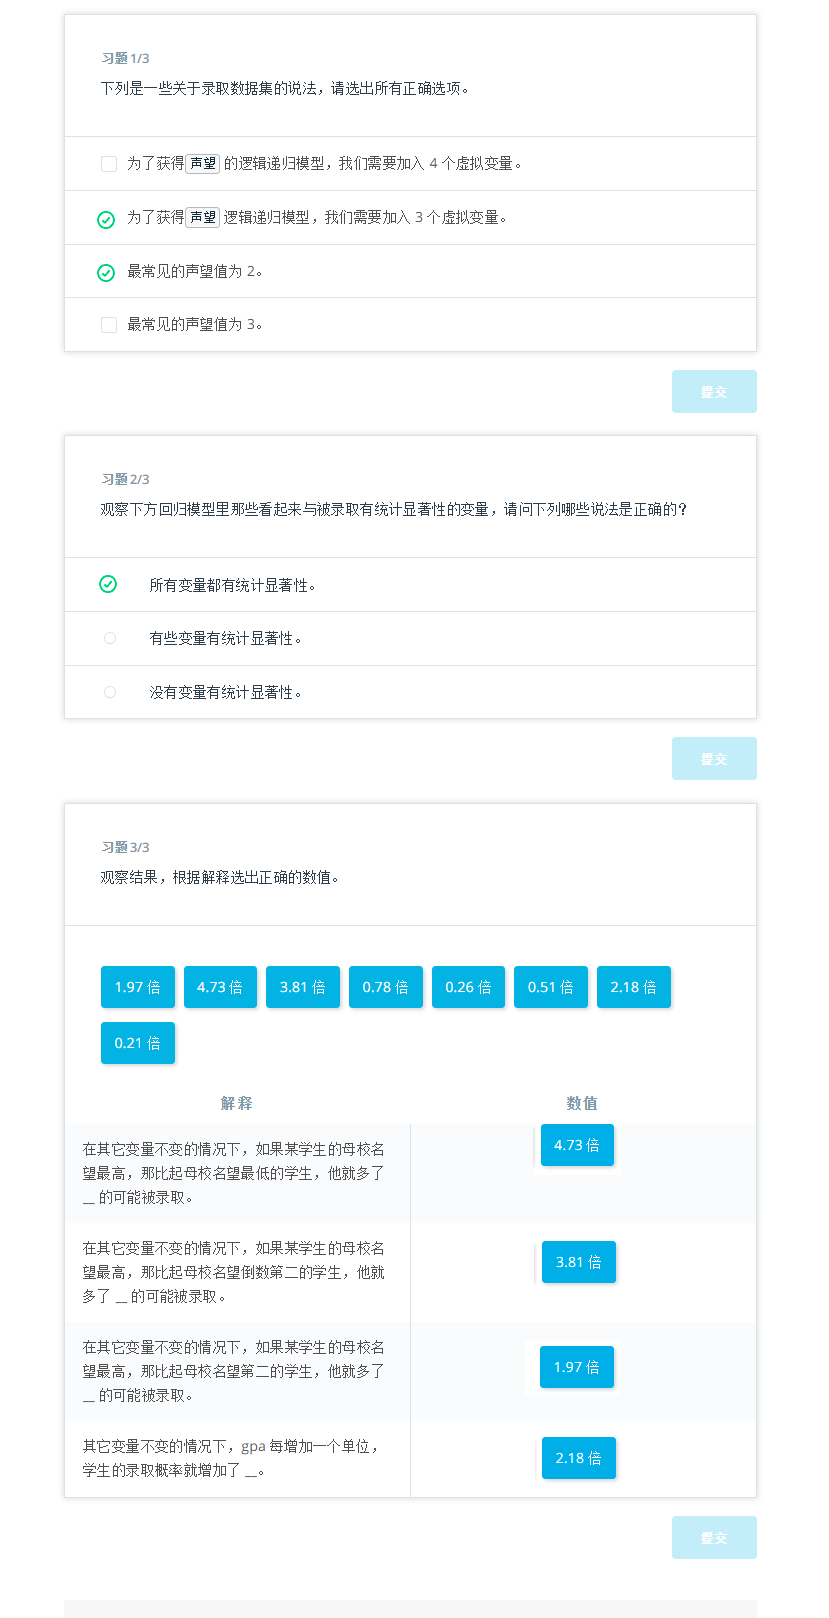 习题 1/3
下列是一些关于录取数据集的说法，请选出所有正确选项。
为了获得 声望 的逻辑递归模型，我们需要加入 4 个虚拟变量。
为了获得 声望 逻辑递归模型，我们需要加入 3 个虚拟变量。
最常见的声望值为 2。
最常见的声望值为 3。
提交
习题 2/3
观察下方回归模型里那些看起来与被录取有统计显著性的变量，请问下列哪些说法是正确的？
所有变量都有统计显著性。
有些变量有统计显著性。
没有变量有统计显著性。
提交
习题 3/3
观察结果，根据解释选出正确的数值。
1.97 倍 4.73 倍 3.81 倍 0.78 倍 0.26 倍 0.51 倍 2.18 倍
0.21 倍
解释 数值
在其它变量不变的情况下，如果某学生的母校名
望最高，那比起母校名望最低的学生，他就多了
__ 的可能被录取。
4.73 倍
在其它变量不变的情况下，如果某学生的母校名
望最高，那比起母校名望倒数第二的学生，他就
多了 __ 的可能被录取。
3.81 倍
在其它变量不变的情况下，如果某学生的母校名
望最高，那比起母校名望第二的学生，他就多了
__ 的可能被录取。
1.97 倍
其它变量不变的情况下，gpa 每增加一个单位，
学生的录取概率就增加了 __。
2.18 倍
提交